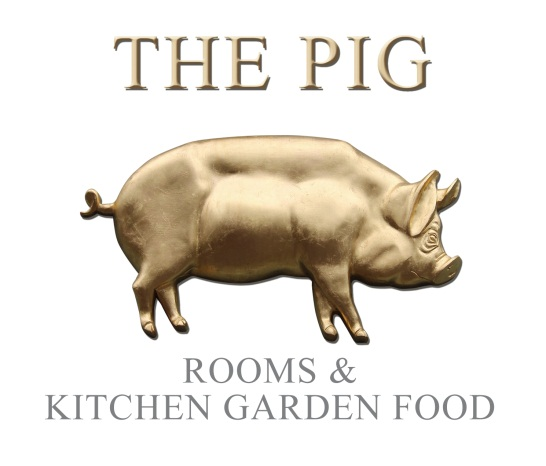 THE PIG
ROOMS &
KITCHEN GARDEN FOOD